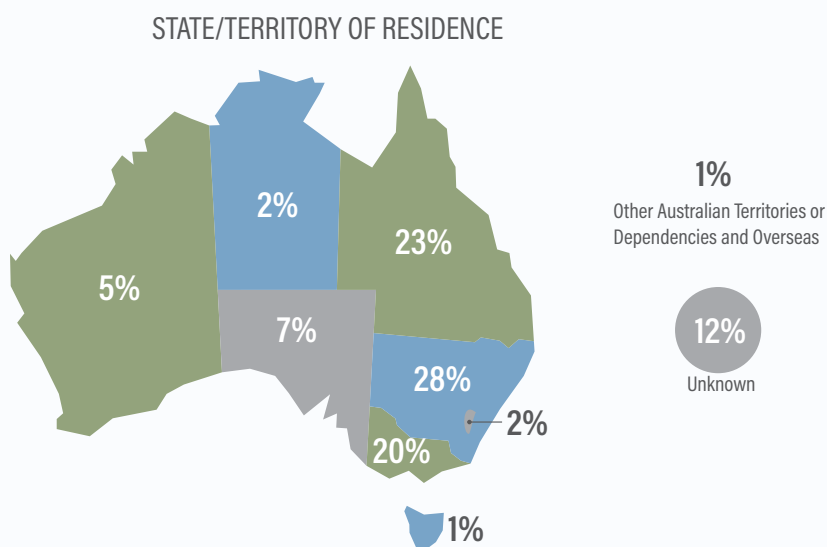 STATE/TERRITORY OF RESIDENCE
2%
23%
5%
7%
28%
2%
20%
1%
1%
Other Australian Territories or
Dependencies and Overseas
12%
Unknown